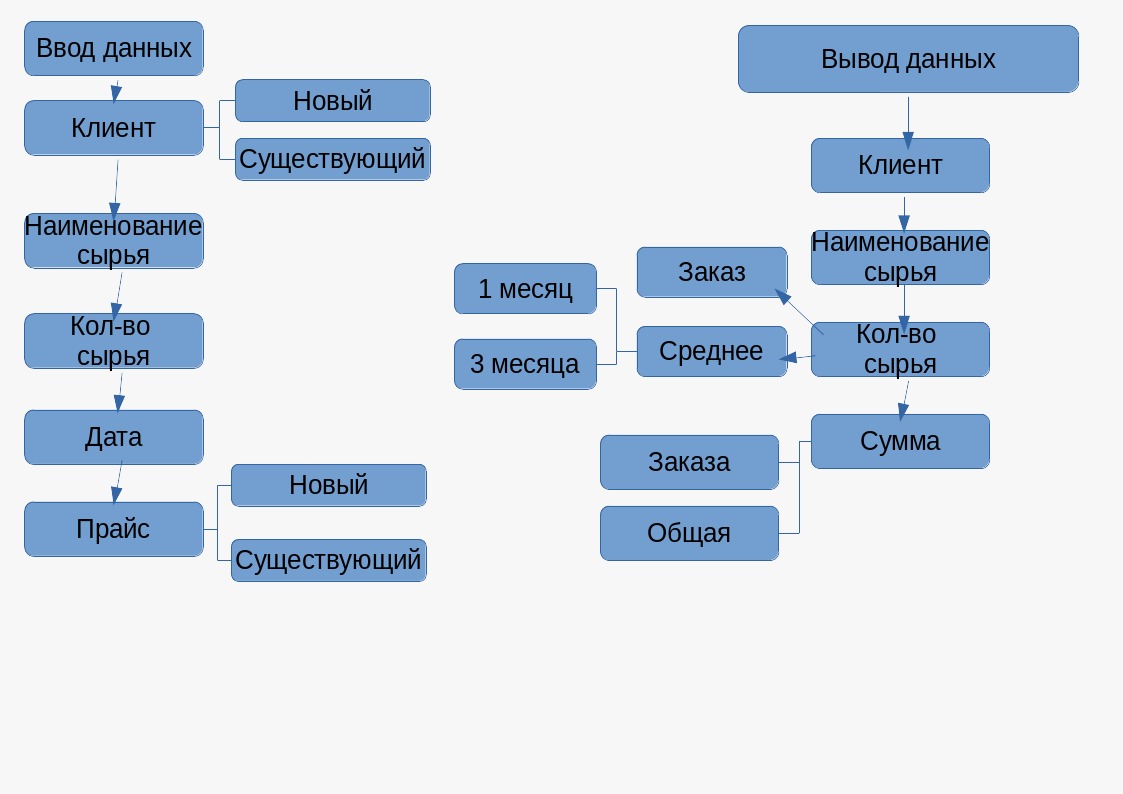 Ввод данных
Клиент
Новый
Существующий
Наименование
сырья
Кол-во
сырья
Дата
Прайс
Новый
Существующий
Вывод данных
Клиент
Наименование
сырья
Кол-во
сырья
Заказ
Среднее
1 месяц
3 месяца
Сумма
Заказа
Общая